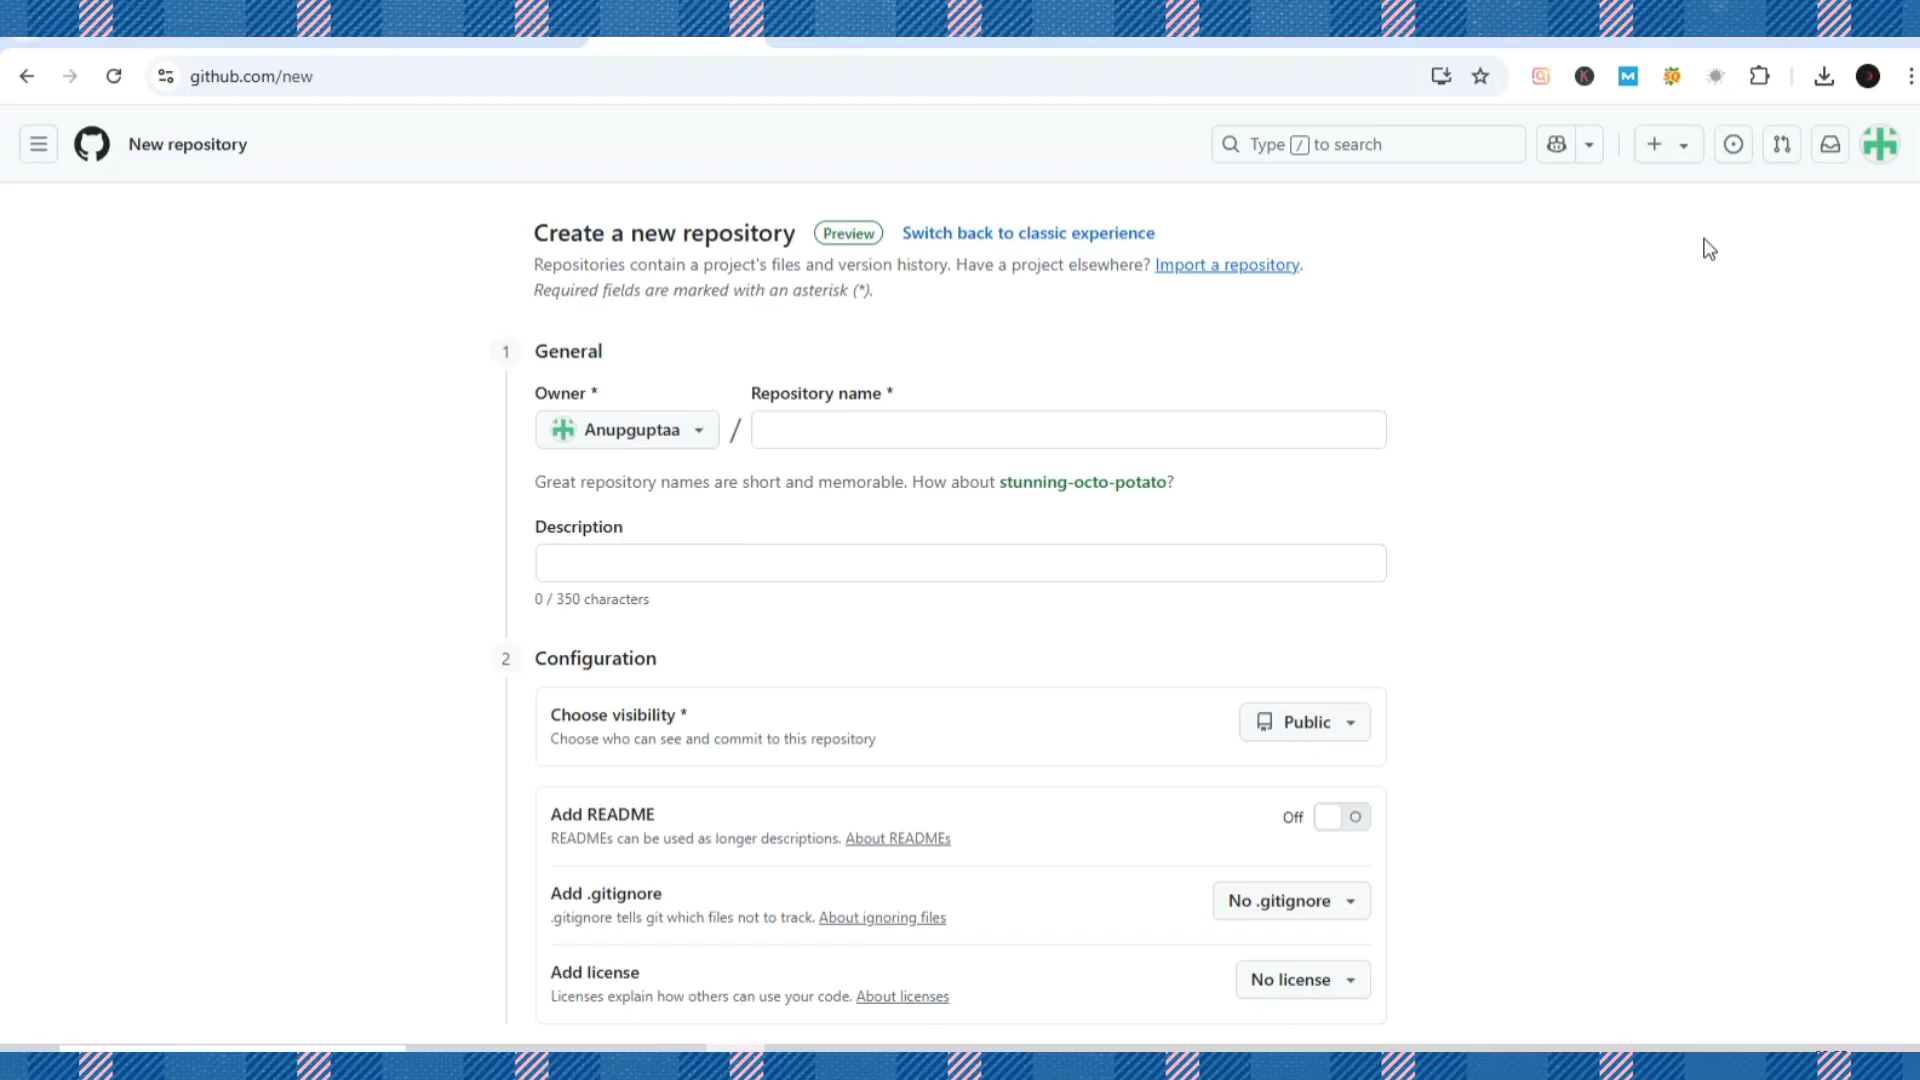 github.com/new
New repository
Type / to search
Create a new repository Preview Switch back to classic experience
Repositories contain a project's files and version history. Have a project elsewhere? Import a repository.
Required fields are marked with an asterisk (*).
1 General
Owner * Repository name *
Anupguptaa /
Great repository names are short and memorable. How about stunning-octo-potato?
Description
0 / 350 characters
2 Configuration
Choose visibility *
Public
Choose who can see and commit to this repository
Add README
Off
READMEs can be used as longer descriptions. About READMEs
Add .gitignore
No .gitignore
.gitignore tells git which files not to track. About ignoring files
Add license
No license
Licenses explain how others can use your code. About licenses